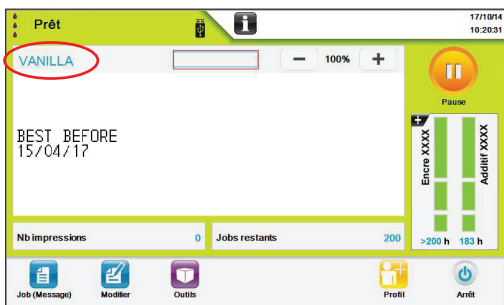 Prêt
17/10/14
10:20:31
VANILLA
100%
Pause
BEST BEFORE
15/04/17
Encre XXXX
Additif XXXX
Nb impressions 0
Jobs restants 200
>200 h 183 h
Job (Message)
Modifier
Outils
Profil
Arrêt